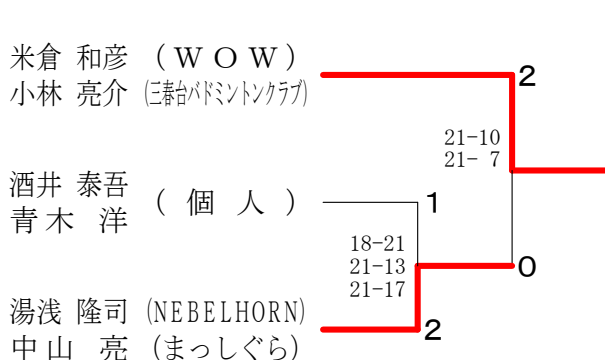 米倉 和彦 (ＷＯＷ)
小林 亮介 (三春台バドミントンクラブ)
2
21-10
21- 7
酒井 泰吾
青木 洋
( 個 人 )
1
18-21
21-13
21-17
0
湯浅 隆司 (NEBELHORN)
中山 亮 (まっしぐら)
2